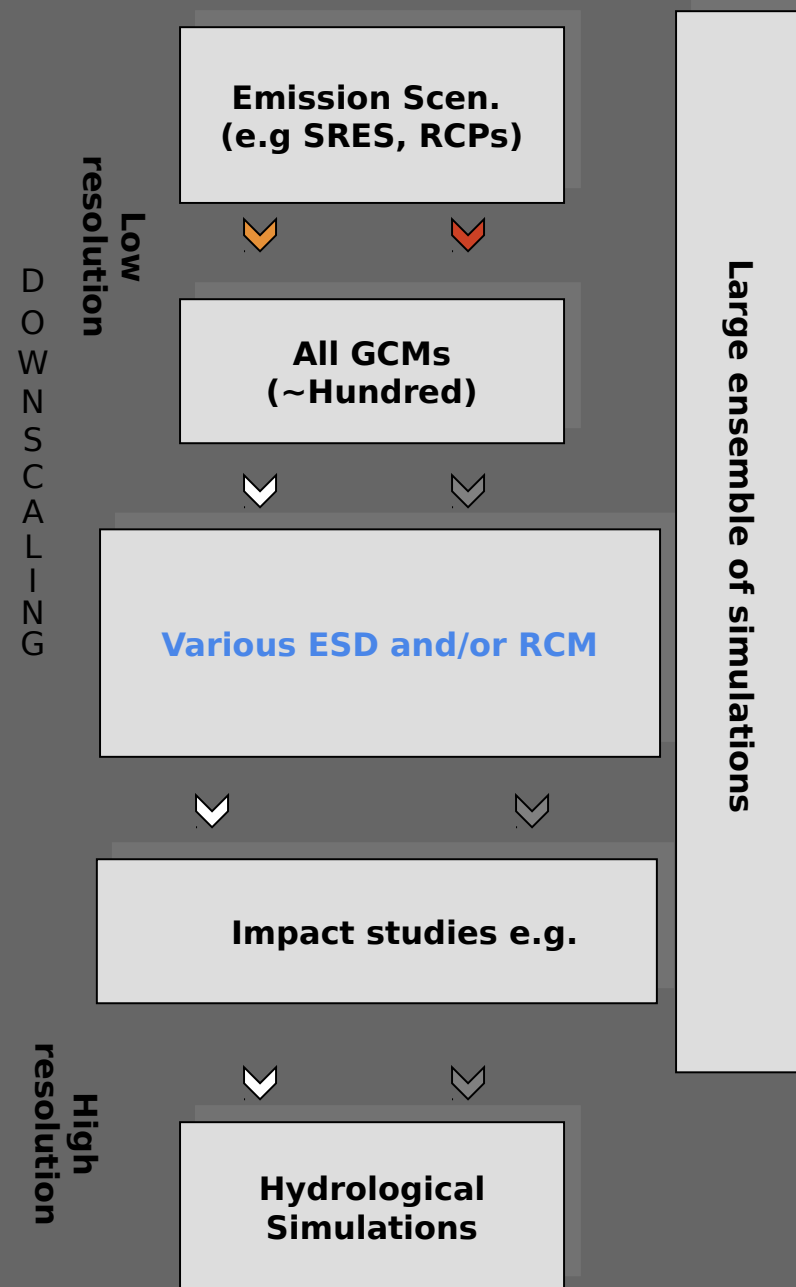 Emission Scen.
(e.g SRES, RCPs)
Low
resolution
DOWNSCALING
All GCMs
(~Hundred)
Various ESD and/or RCM
Large ensemble of simulations
Impact studies e.g.
High
resolution
Hydrological
Simulations